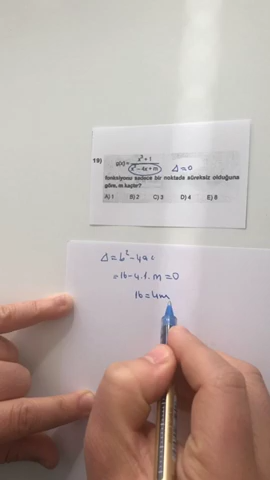 19) g(x) = x³ + 1 / x² - 4x + m Δ=0
fonksiyonu sadece bir noktada süreksiz olduğuna
göre, m kaçtır?
A) 1 B) 2 C) 3 D) 4 E) 8
Δ=b²-4ac
=16-4.1.m=0
16=4m